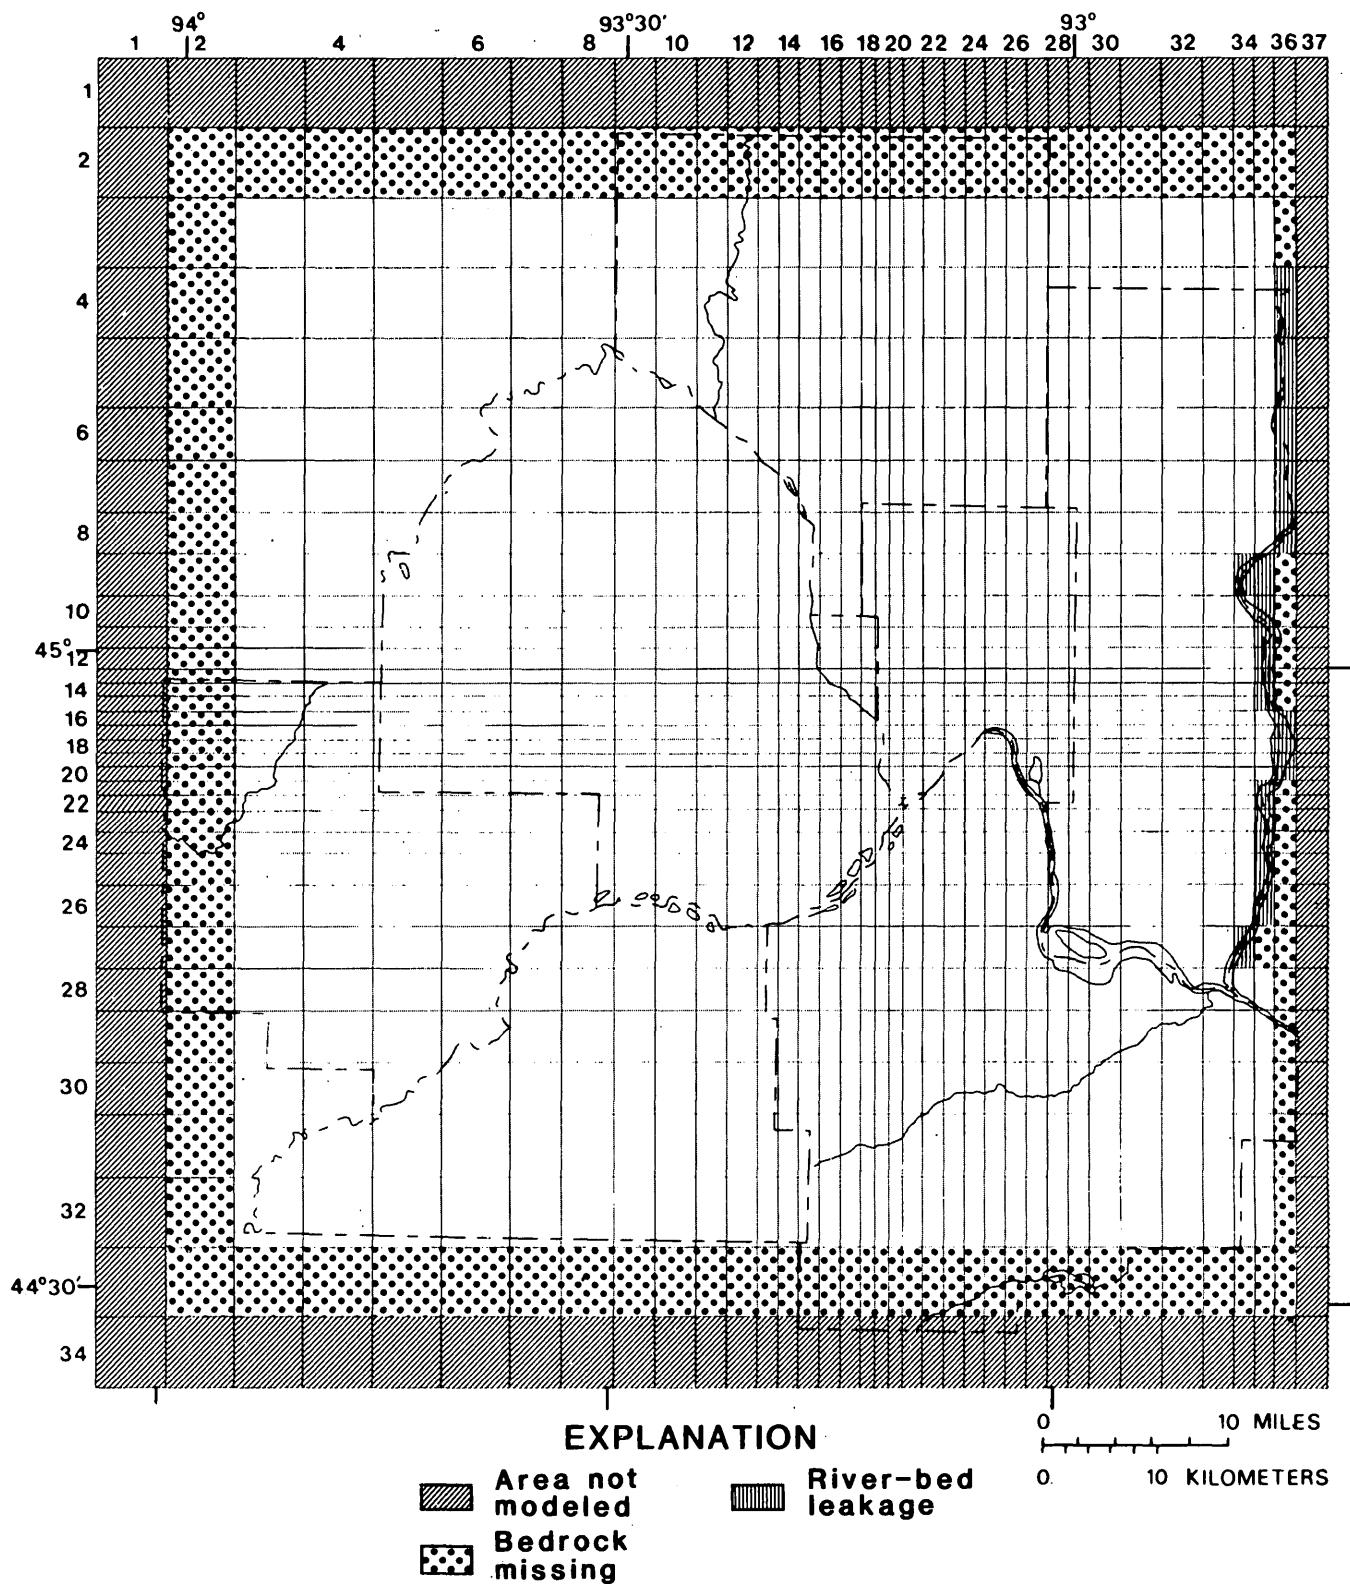 94° 93°30′ 93°
1 2 4 6 8 10 12 14 16 18 20 22 24 26 28 30 32 34 36 37
1
2
4
6
8
10
45°
12
14
16
18
20
22
24
26
28
30
32
44°30′
34
EXPLANATION
0 10 MILES
0. 10 KILOMETERS
Area not
modeled
River-bed
leakage
Bedrock
missing